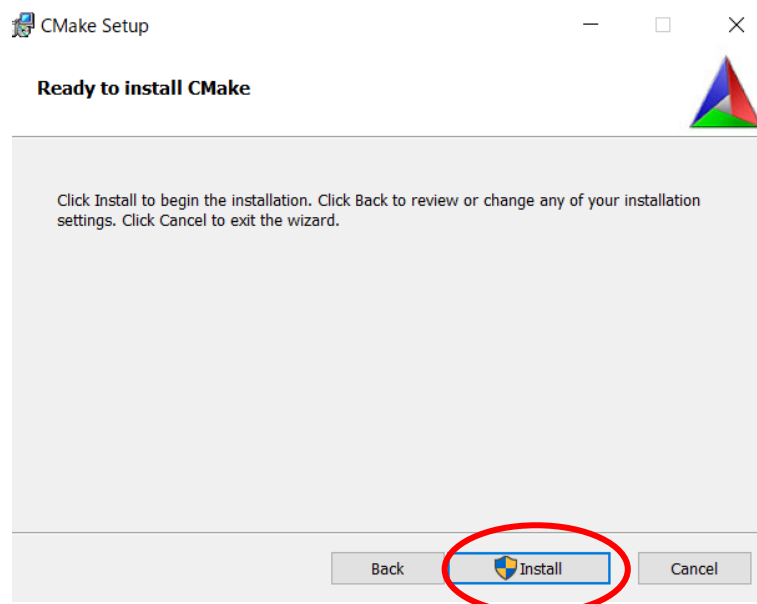 CMake Setup
Ready to install CMake
Click Install to begin the installation. Click Back to review or change any of your installation
settings. Click Cancel to exit the wizard.
Back Install Cancel